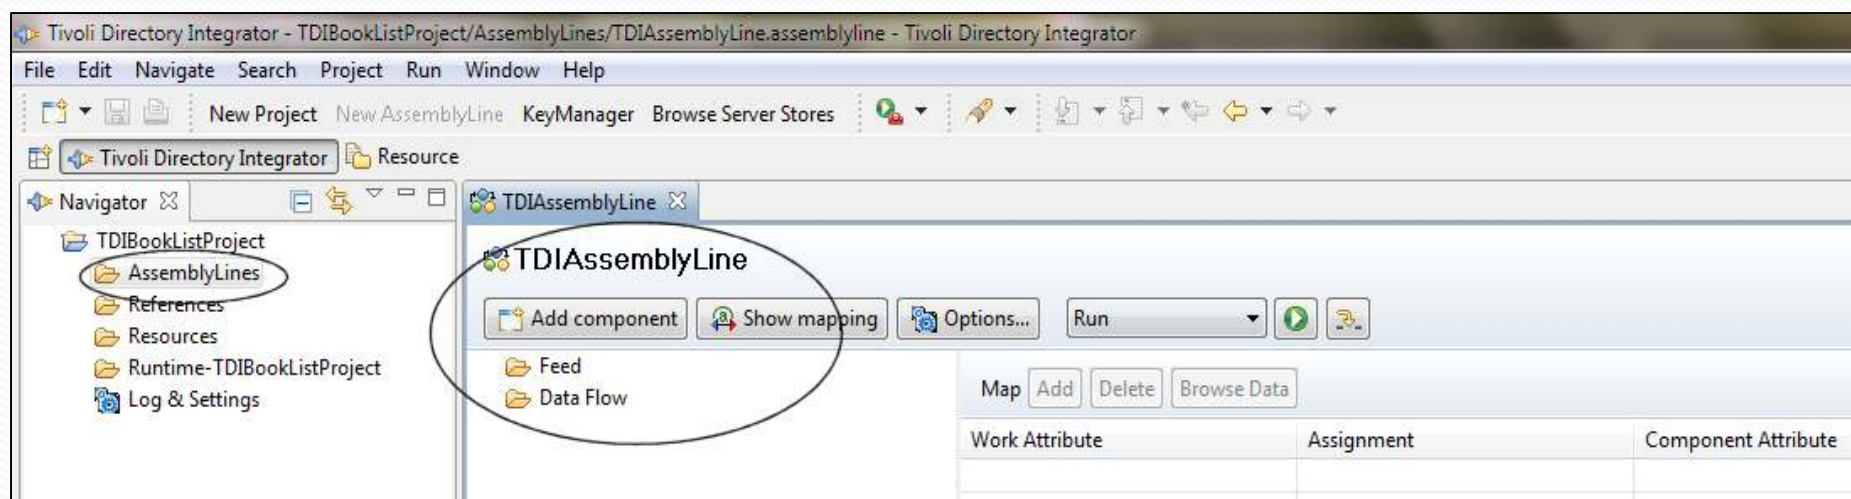 Tivoli Directory Integrator - TDIBookListProject/AssemblyLines/TDIAssemblyLine.assemblyline - Tivoli Directory Integrator
File Edit Navigate Search Project Run Window Help
New Project New AssemblyLine KeyManager Browse Server Stores
Tivoli Directory Integrator Resource
Navigator
TDIBookListProject
AssemblyLines
References
Resources
Runtime-TDIBookListProject
Log & Settings
TDIAssemblyLine
TDIAssemblyLine
Add component Show mapping Options... Run
Feed
Data Flow
Map Add Delete Browse Data
Work Attribute Assignment Component Attribute